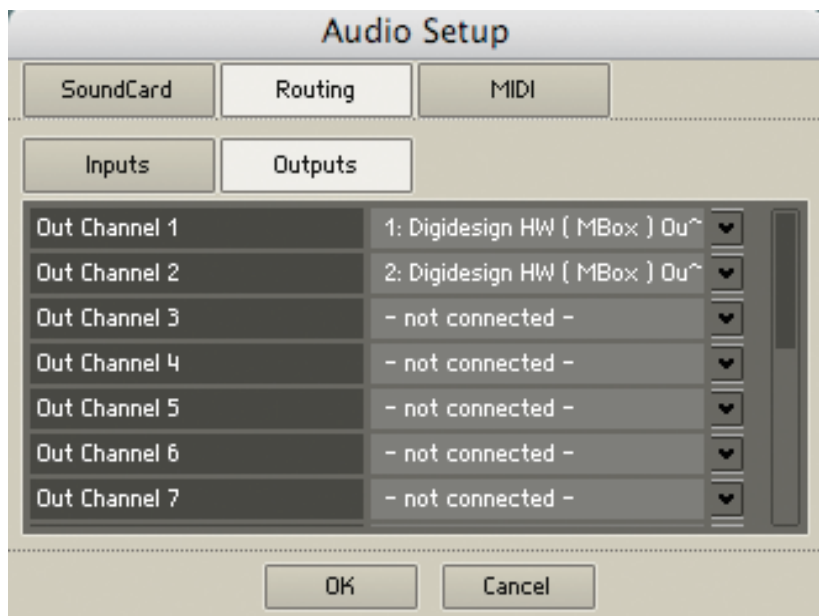 Audio Setup
SoundCard Routing MIDI
Inputs Outputs
Out Channel 1 1: Digidesign HW ( MBox ) Ou~
Out Channel 2 2: Digidesign HW ( MBox ) Ou~
Out Channel 3 - not connected -
Out Channel 4 - not connected -
Out Channel 5 - not connected -
Out Channel 6 - not connected -
Out Channel 7 - not connected -
OK Cancel